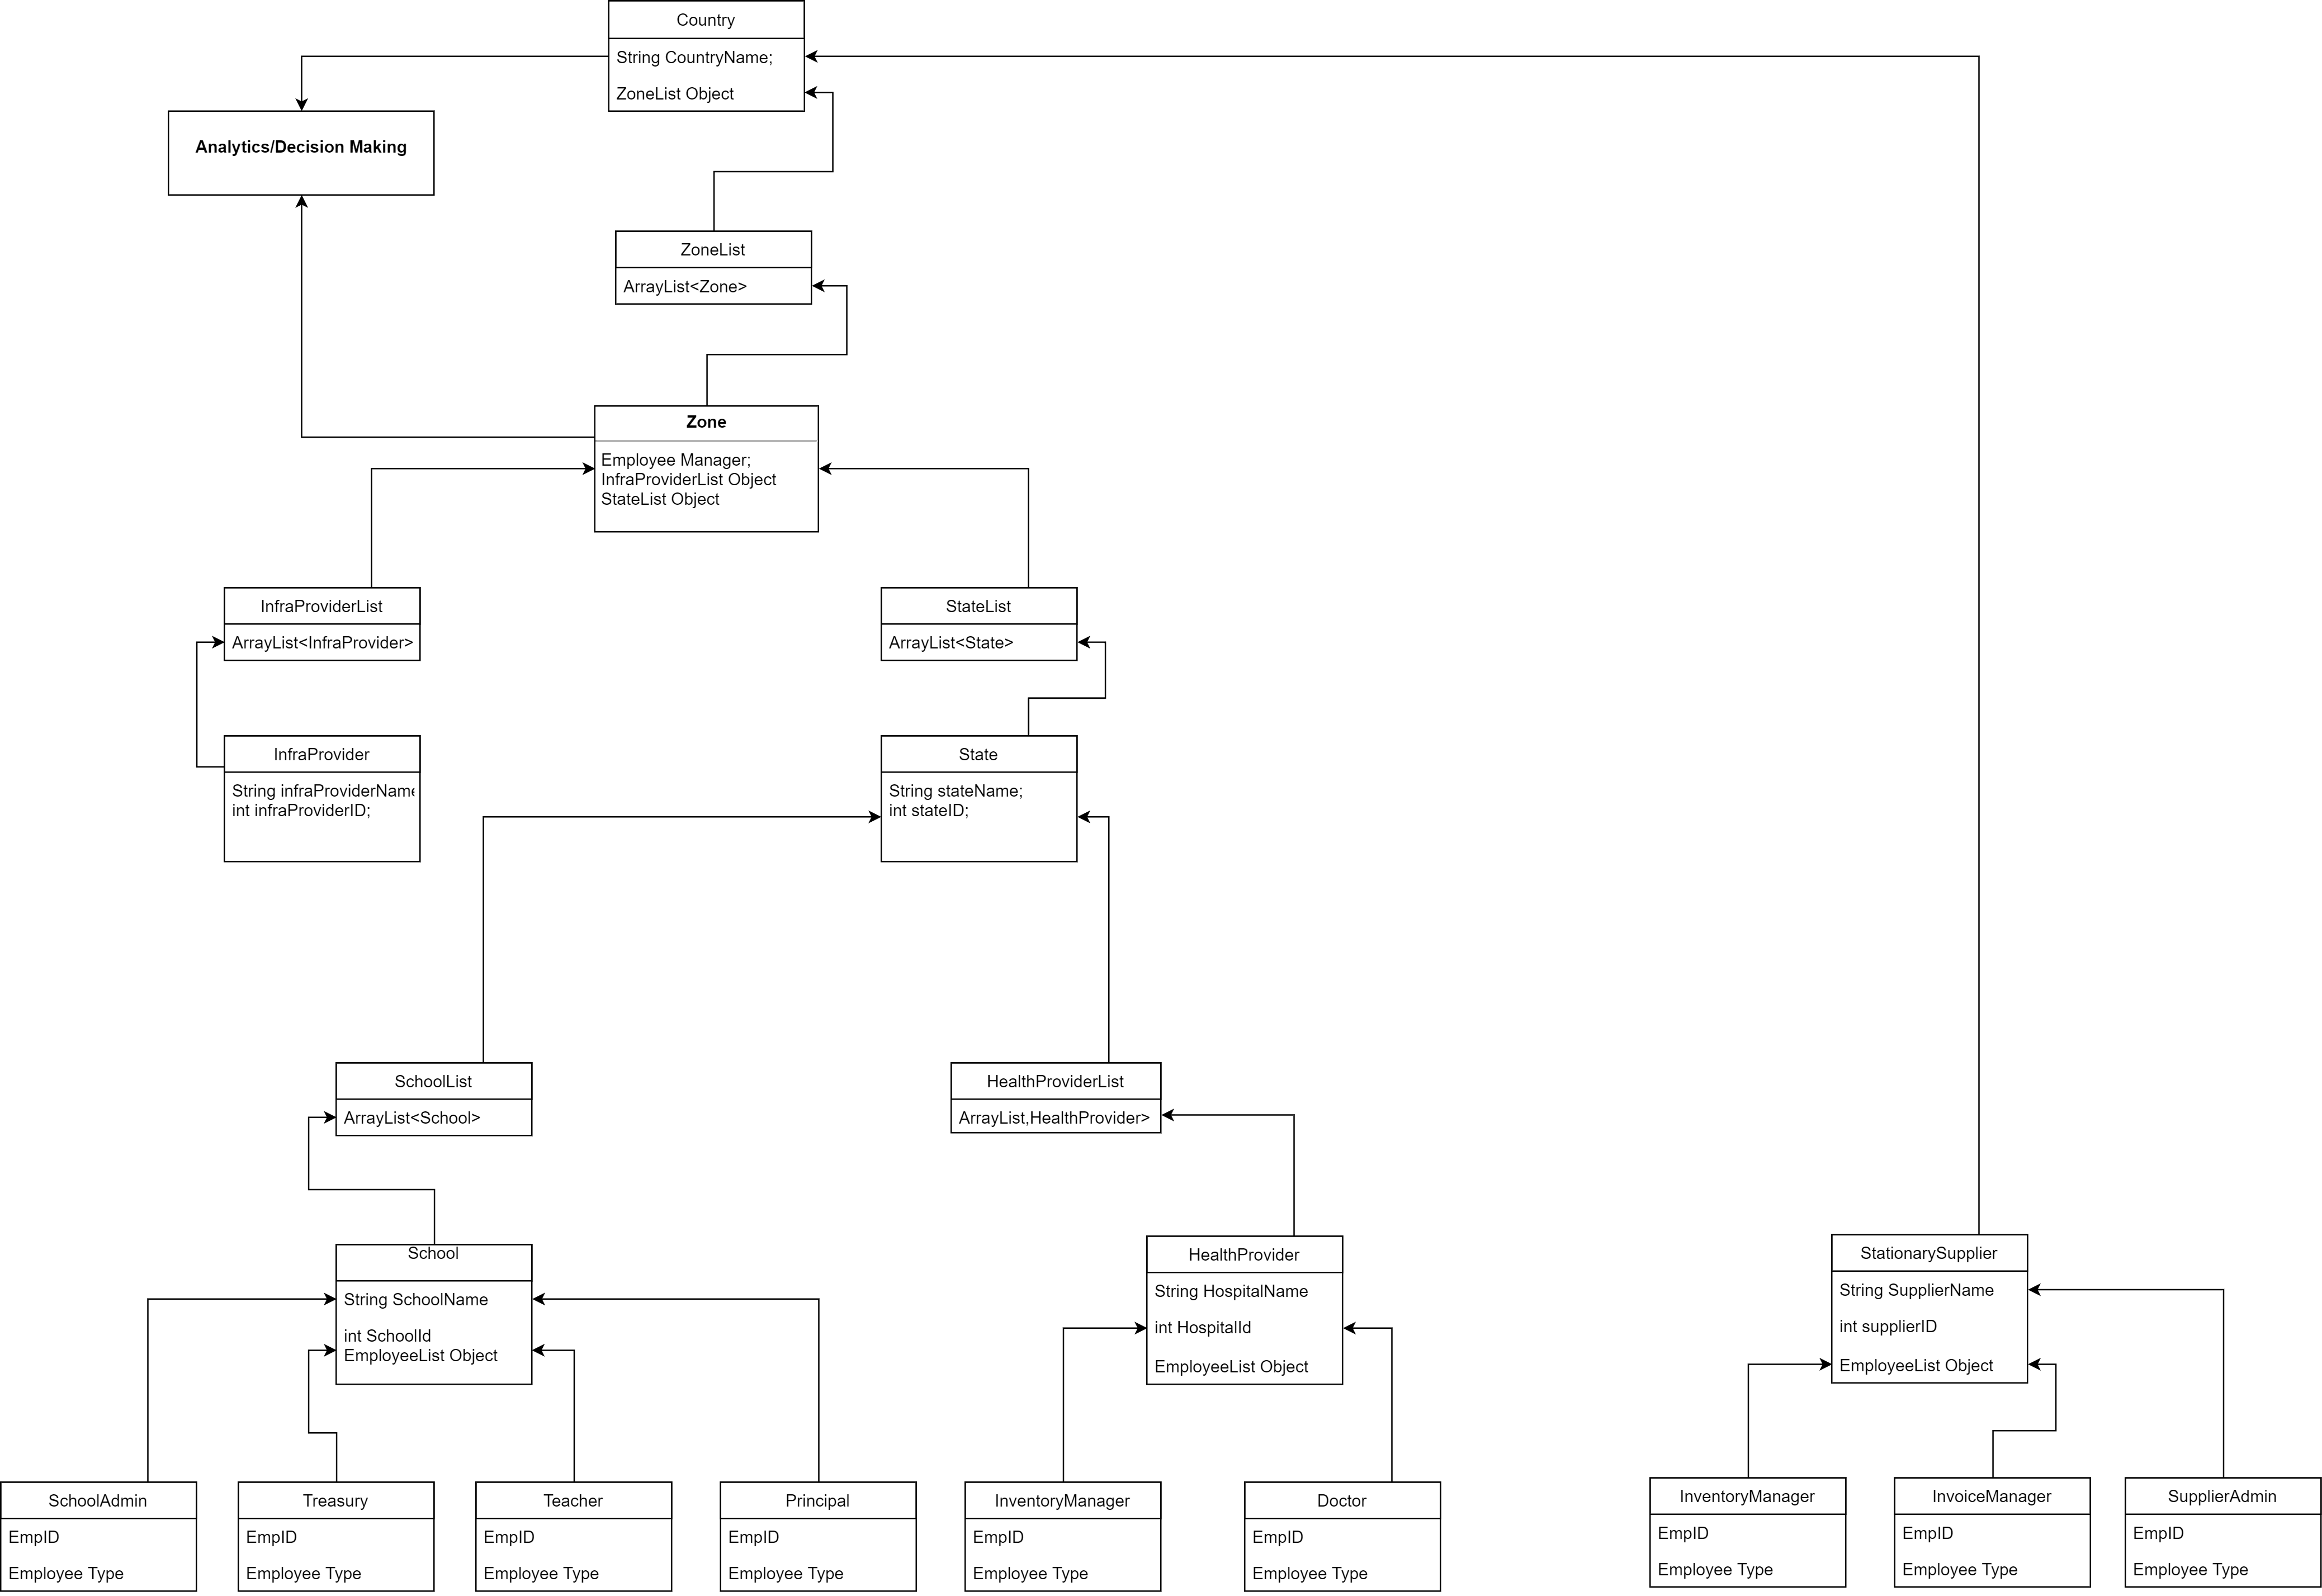 Country
String CountryName;
ZoneList Object
Analytics/Decision Making
ZoneList
ArrayList<Zone>
Zone
Employee Manager;
InfraProviderList Object
StateList Object
InfraProviderList
ArrayList<InfraProvider>
StateList
ArrayList<State>
InfraProvider
String infraProviderName
int infraProviderID;
State
String stateName;
int stateID;
SchoolList
ArrayList<School>
HealthProviderList
ArrayList,HealthProvider>
School
String SchoolName
int SchoolId
EmployeeList Object
HealthProvider
String HospitalName
int HospitalId
EmployeeList Object
StationarySupplier
String SupplierName
int supplierID
EmployeeList Object
SchoolAdmin
EmpID
Employee Type
Treasury
EmpID
Employee Type
Teacher
EmpID
Employee Type
Principal
EmpID
Employee Type
InventoryManager
EmpID
Employee Type
Doctor
EmpID
Employee Type
InventoryManager
EmpID
Employee Type
InvoiceManager
EmpID
Employee Type
SupplierAdmin
EmpID
Employee Type